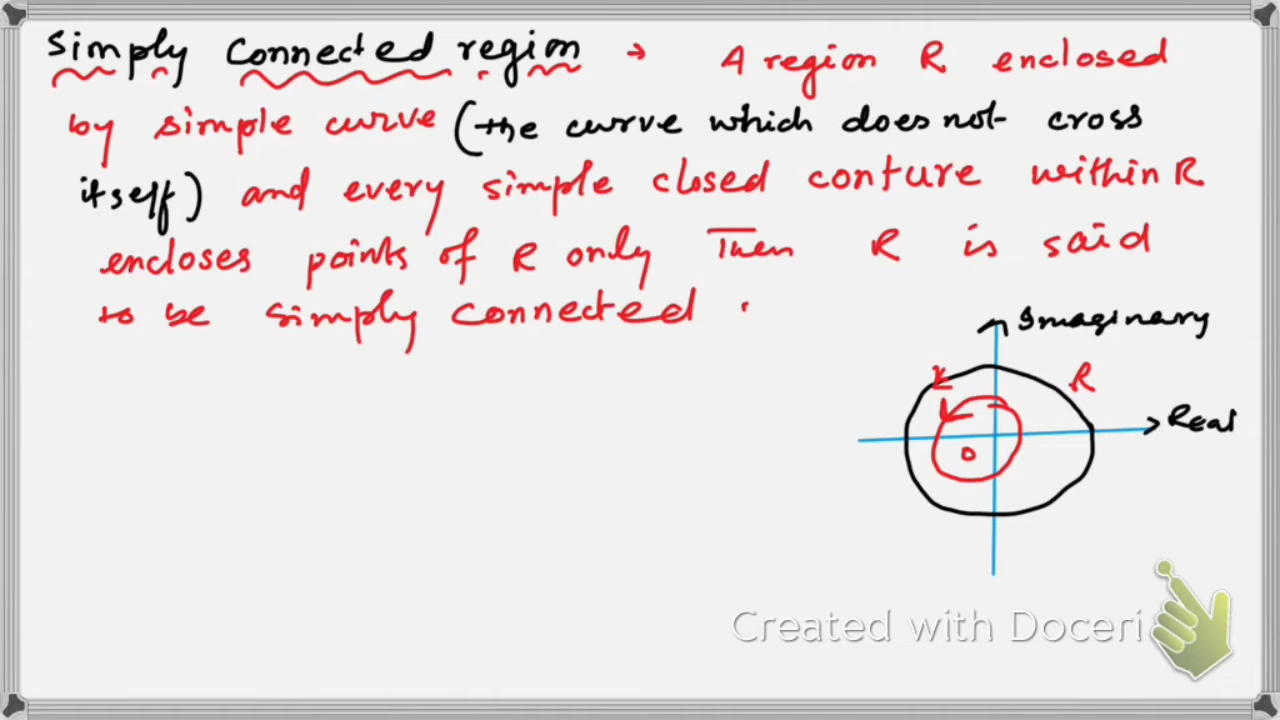 Simply Connected region → A region R enclosed
by simple curve (the curve which does not cross
itself) and every simple closed conture within R
encloses points of R only Then R is said
to be simply connected .
Imaginary
R
Real
Created with Doceri